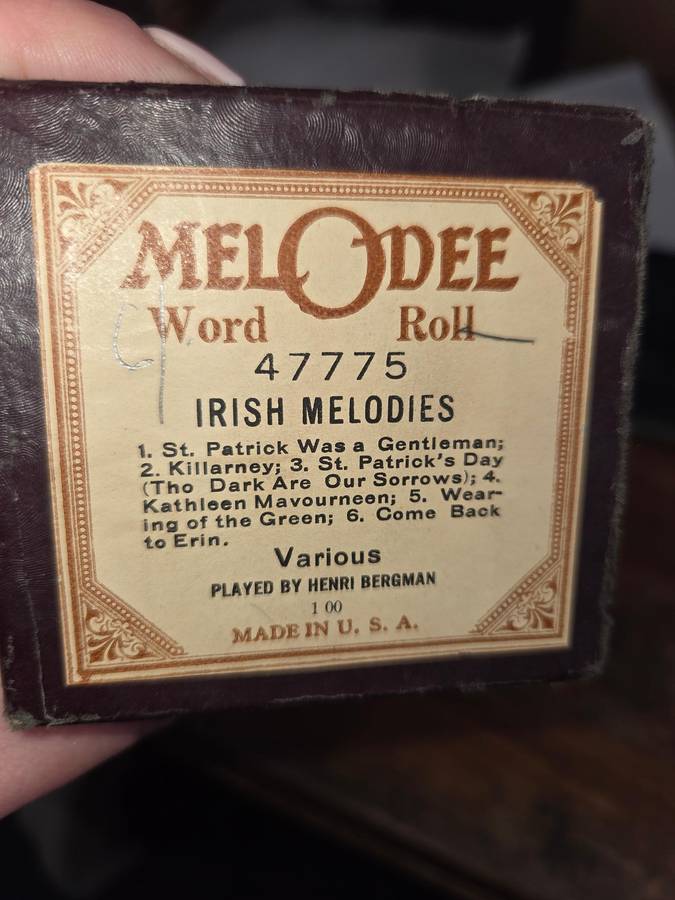 MELODEE
Word Roll
47775
IRISH MELODIES
1. St. Patrick Was a Gentleman;
2. Killarney; 3. St. Patrick's Day
(Tho Dark Are Our Sorrows); 4.
Kathleen Mavourneen; 5. Wear-
ing of the Green; 6. Come Back
to Erin.
Various
PLAYED BY HENRI BERGMAN
1 00
MADE IN U. S. A.